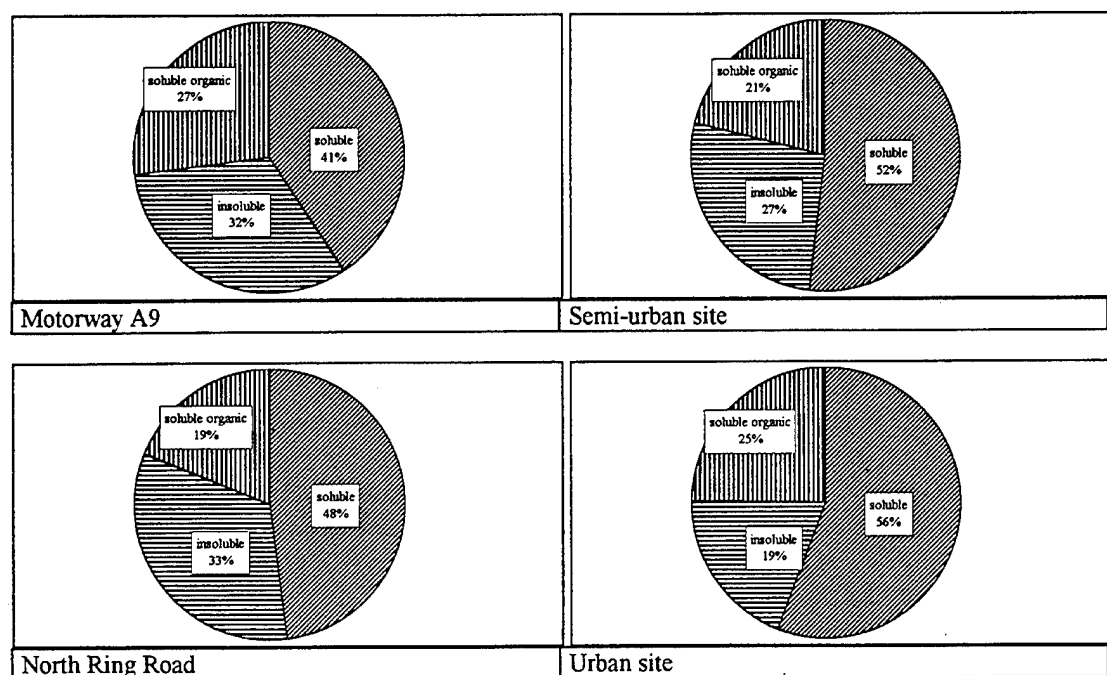 soluble organic
27%
soluble
41%
insoluble
32%
Motorway A9
soluble organic
21%
soluble
52%
insoluble
27%
Semi-urban site
soluble organic
19%
soluble
48%
insoluble
33%
North Ring Road
soluble organic
25%
soluble
56%
insoluble
19%
Urban site